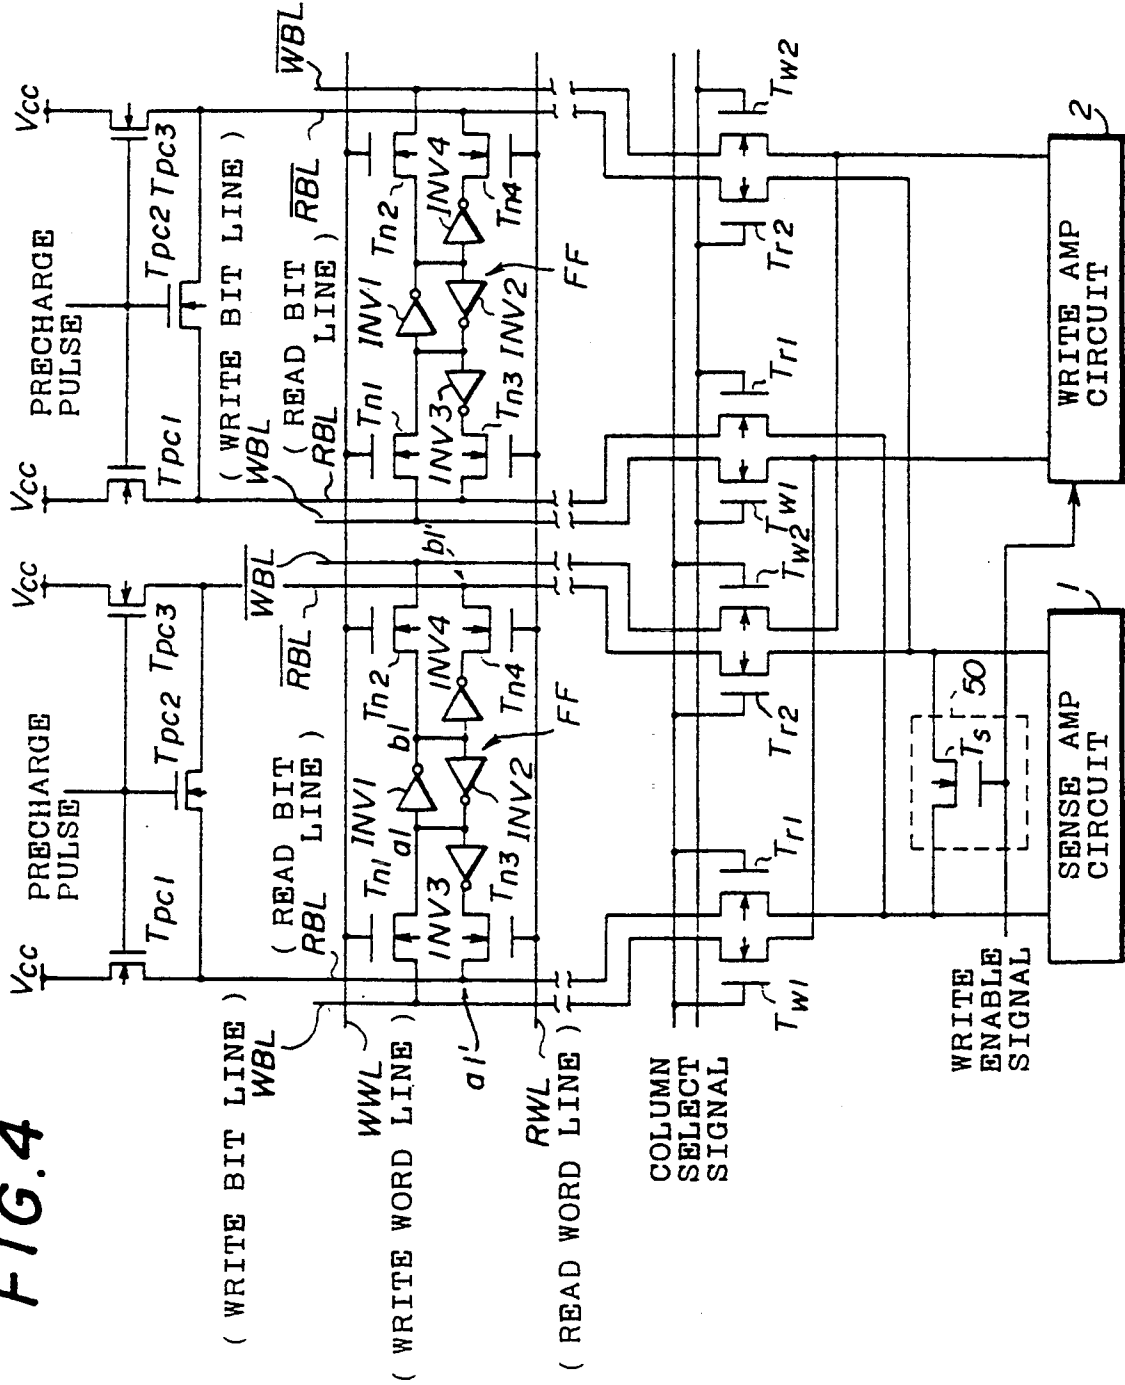 FIG.4
Vcc
PRECHARGE
PULSE
Vcc
Vcc
PRECHARGE
PULSE
Vcc
Tpc1
Tpc2
Tpc3
Tpc1
Tpc2
Tpc3
( WRITE BIT LINE )
WBL
( READ BIT
LINE )
RBL
RBL
WBL
( WRITE BIT LINE )
WBL
( READ BIT
LINE )
RBL
RBL
WBL
WWL
( WRITE WORD LINE )
Tn1
INV1
a1
b1
Tn2
INV3
INV4
b1'
Tn1
INV1
Tn2
INV3
INV4
a1'
Tn3
INV2
FF
Tn4
Tn3
INV2
FF
Tn4
RWL
( READ WORD LINE )
COLUMN
SELECT
SIGNAL
Tw1
Tr1
Tr2
Tw2
Tw1
Tr1
Tr2
Tw2
WRITE
ENABLE
SIGNAL
Ts
50
1
SENSE AMP
CIRCUIT
2
WRITE AMP
CIRCUIT